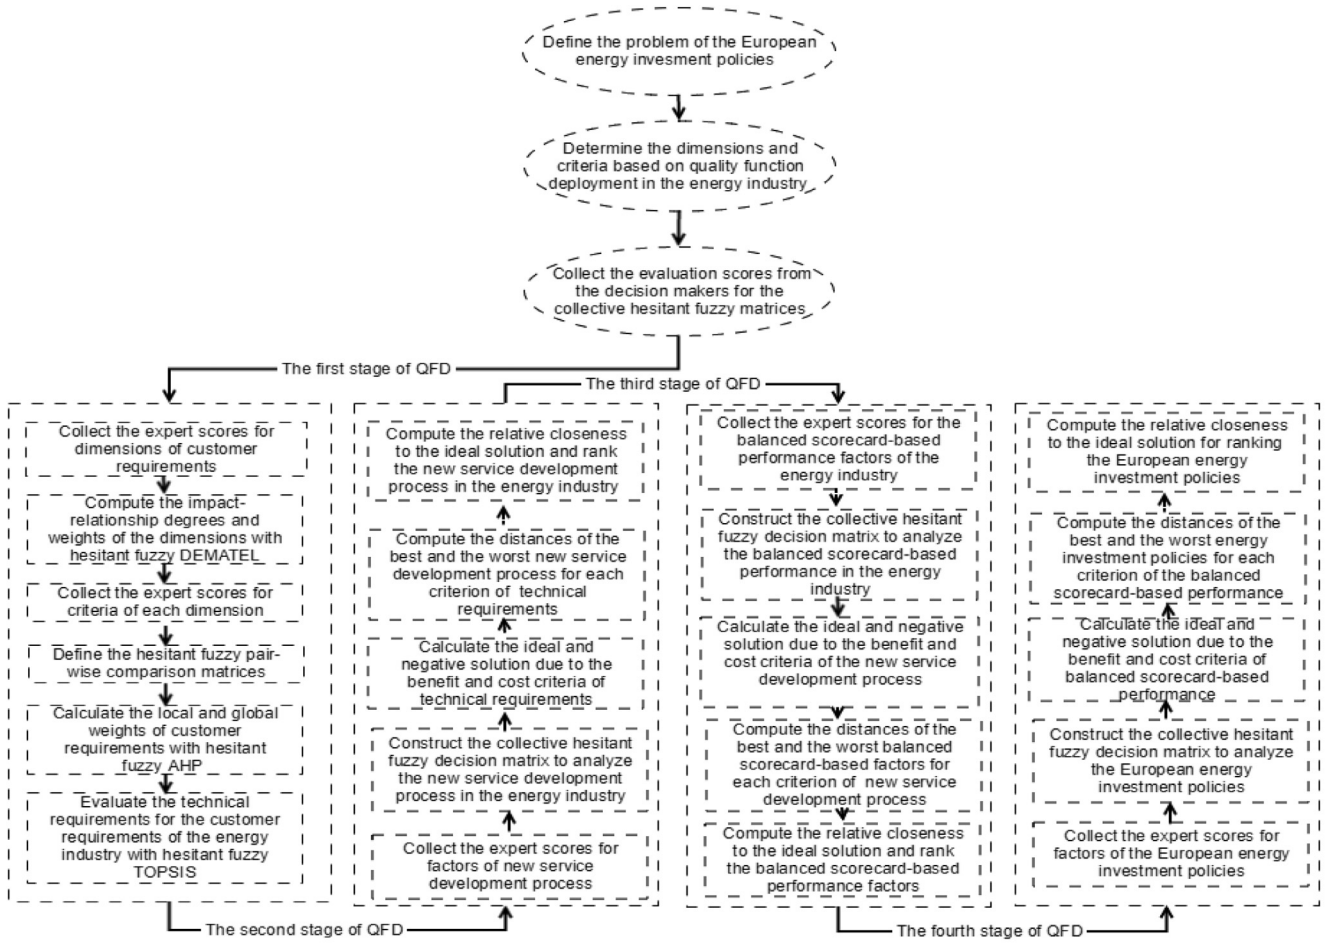 Define the problem of the European
energy invesment policies
Determine the dimensions and
criteria based on quality function
deployment in the energy industry
Collect the evaluation scores from
the decision makers for the
collective hesitant fuzzy matrices
The first stage of QFD
The third stage of QFD
Collect the expert scores for
dimensions of customer
requirements
Compute the impact-
relationship degrees and
weights of the dimensions with
hesitant fuzzy DEMATEL
Collect the expert scores for
criteria of each dimension
Define the hesitant fuzzy pair-
wise comparison matrices
Calculate the local and global
weights of customer
requirements with hesitant
fuzzy AHP
Evaluate the technical
requirements for the customer
requirements of the energy
industry with hesitant fuzzy
TOPSIS
The second stage of QFD
Compute the relative closeness
to the ideal solution and rank
the new service development
process in the energy industry
Compute the distances of the
best and the worst new service
development process for each
criterion of technical
requirements
Calculate the ideal and
negative solution due to the
benefit and cost criteria of
technical requirements
Construct the collective hesitant
fuzzy decision matrix to analyze
the new service development
process in the energy industry
Collect the expert scores for
factors of new service
development process
Collect the expert scores for the
balanced scorecard-based
performance factors of the
energy industry
Construct the collective hesitant
fuzzy decision matrix to analyze
the balanced scorecard-based
performance in the energy
industry
Calculate the ideal and negative
solution due to the benefit and
cost criteria of the new service
development process
Compute the distances of the
best and the worst balanced
scorecard-based factors for
each criterion of new service
development process
Compute the relative closeness
to the ideal solution and rank
the balanced scorecard-based
performance factors
The fourth stage of QFD
Compute the relative closeness
to the ideal solution for ranking
the European energy
investment policies
Compute the distances of the
best and the worst energy
investment policies for each
criterion of the balanced
scorecard-based performance
Calculate the ideal and
negative solution due to the
benefit and cost criteria of
balanced scorecard-based
performance
Construct the collective hesitant
fuzzy decision matrix to analyze
the European energy
investment policies
Collect the expert scores for
factors of the European energy
investment policies